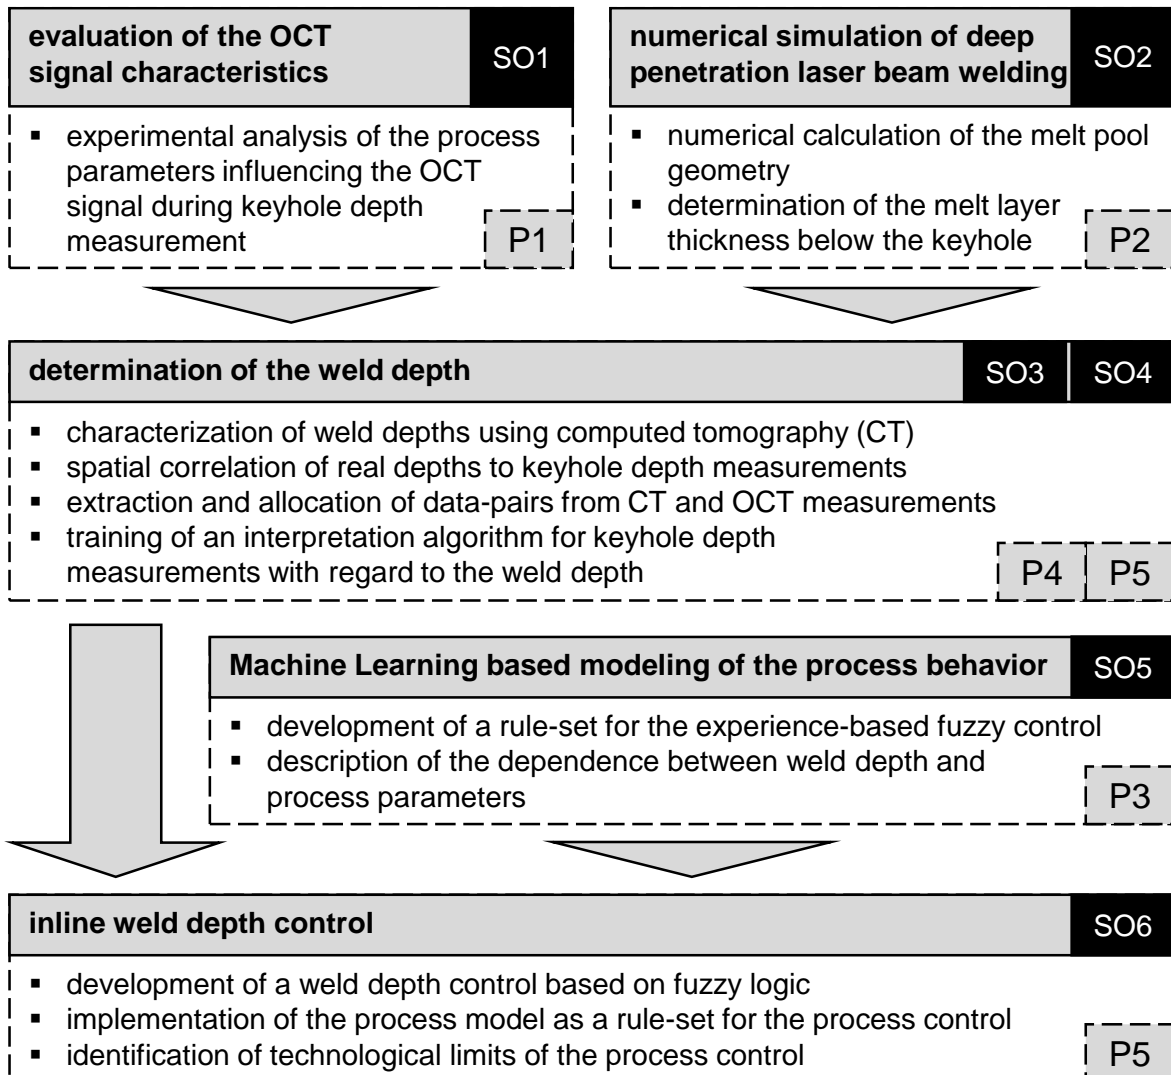 evaluation of the OCT
signal characteristics
SO1
▪ experimental analysis of the process
parameters influencing the OCT
signal during keyhole depth
measurement
P1
numerical simulation of deep
penetration laser beam welding
SO2
▪ numerical calculation of the melt pool
geometry
▪ determination of the melt layer
thickness below the keyhole
P2
determination of the weld depth
SO3
SO4
▪ characterization of weld depths using computed tomography (CT)
▪ spatial correlation of real depths to keyhole depth measurements
▪ extraction and allocation of data-pairs from CT and OCT measurements
▪ training of an interpretation algorithm for keyhole depth
measurements with regard to the weld depth
P4
P5
Machine Learning based modeling of the process behavior
SO5
▪ development of a rule-set for the experience-based fuzzy control
▪ description of the dependence between weld depth and
process parameters
P3
inline weld depth control
SO6
▪ development of a weld depth control based on fuzzy logic
▪ implementation of the process model as a rule-set for the process control
▪ identification of technological limits of the process control
P5